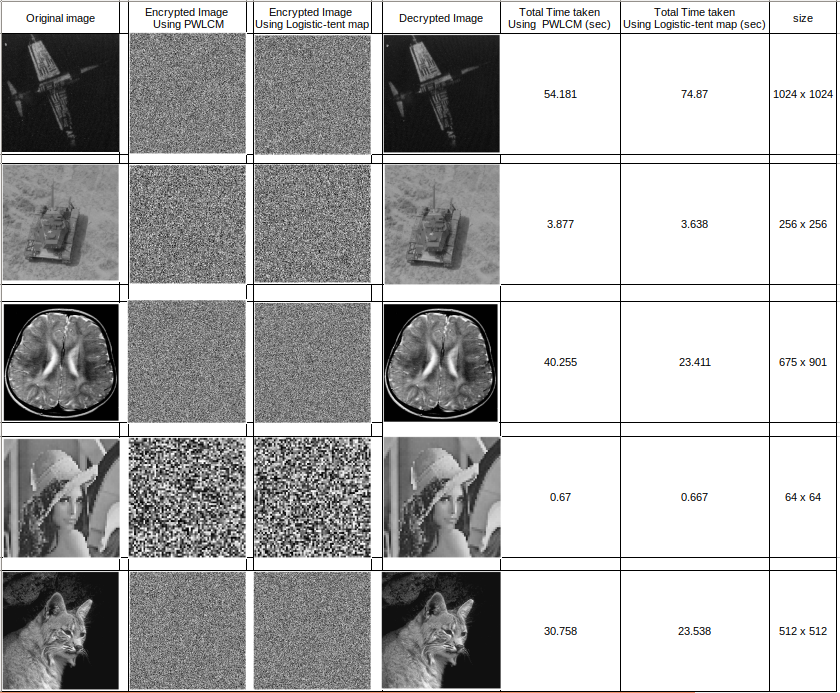 Original image
Encrypted Image
Using PWLCM
Encrypted Image
Using Logistic-tent map
Decrypted Image
Total Time taken
Using PWLCM (sec)
Total Time taken
Using Logistic-tent map (sec)
size
54.181
74.87
1024 x 1024
3.877
3.638
256 x 256
40.255
23.411
675 x 901
0.67
0.667
64 x 64
30.758
23.538
512 x 512